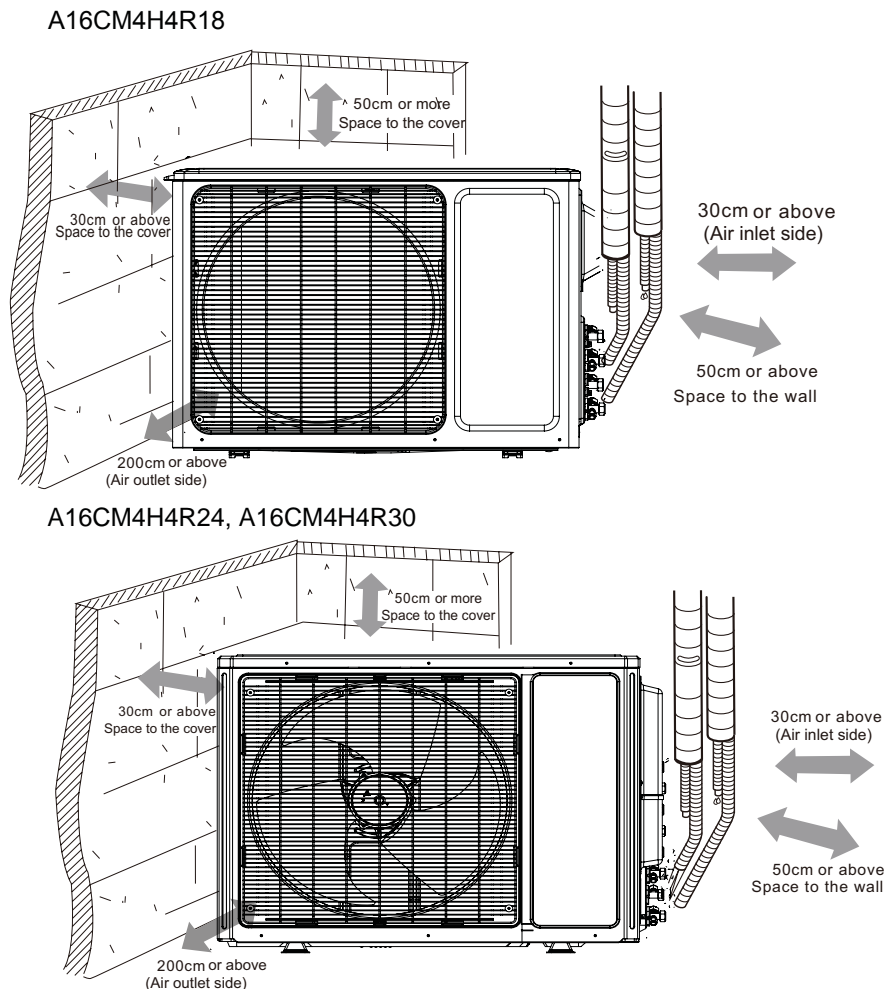 A16CM4H4R18
50cm or more
Space to the cover
30cm or above
Space to the cover
30cm or above
(Air inlet side)
50cm or above
Space to the wall
200cm or above
(Air outlet side)
A16CM4H4R24, A16CM4H4R30
50cm or more
Space to the cover
30cm or above
Space to the cover
30cm or above
(Air inlet side)
50cm or above
Space to the wall
200cm or above
(Air outlet side)